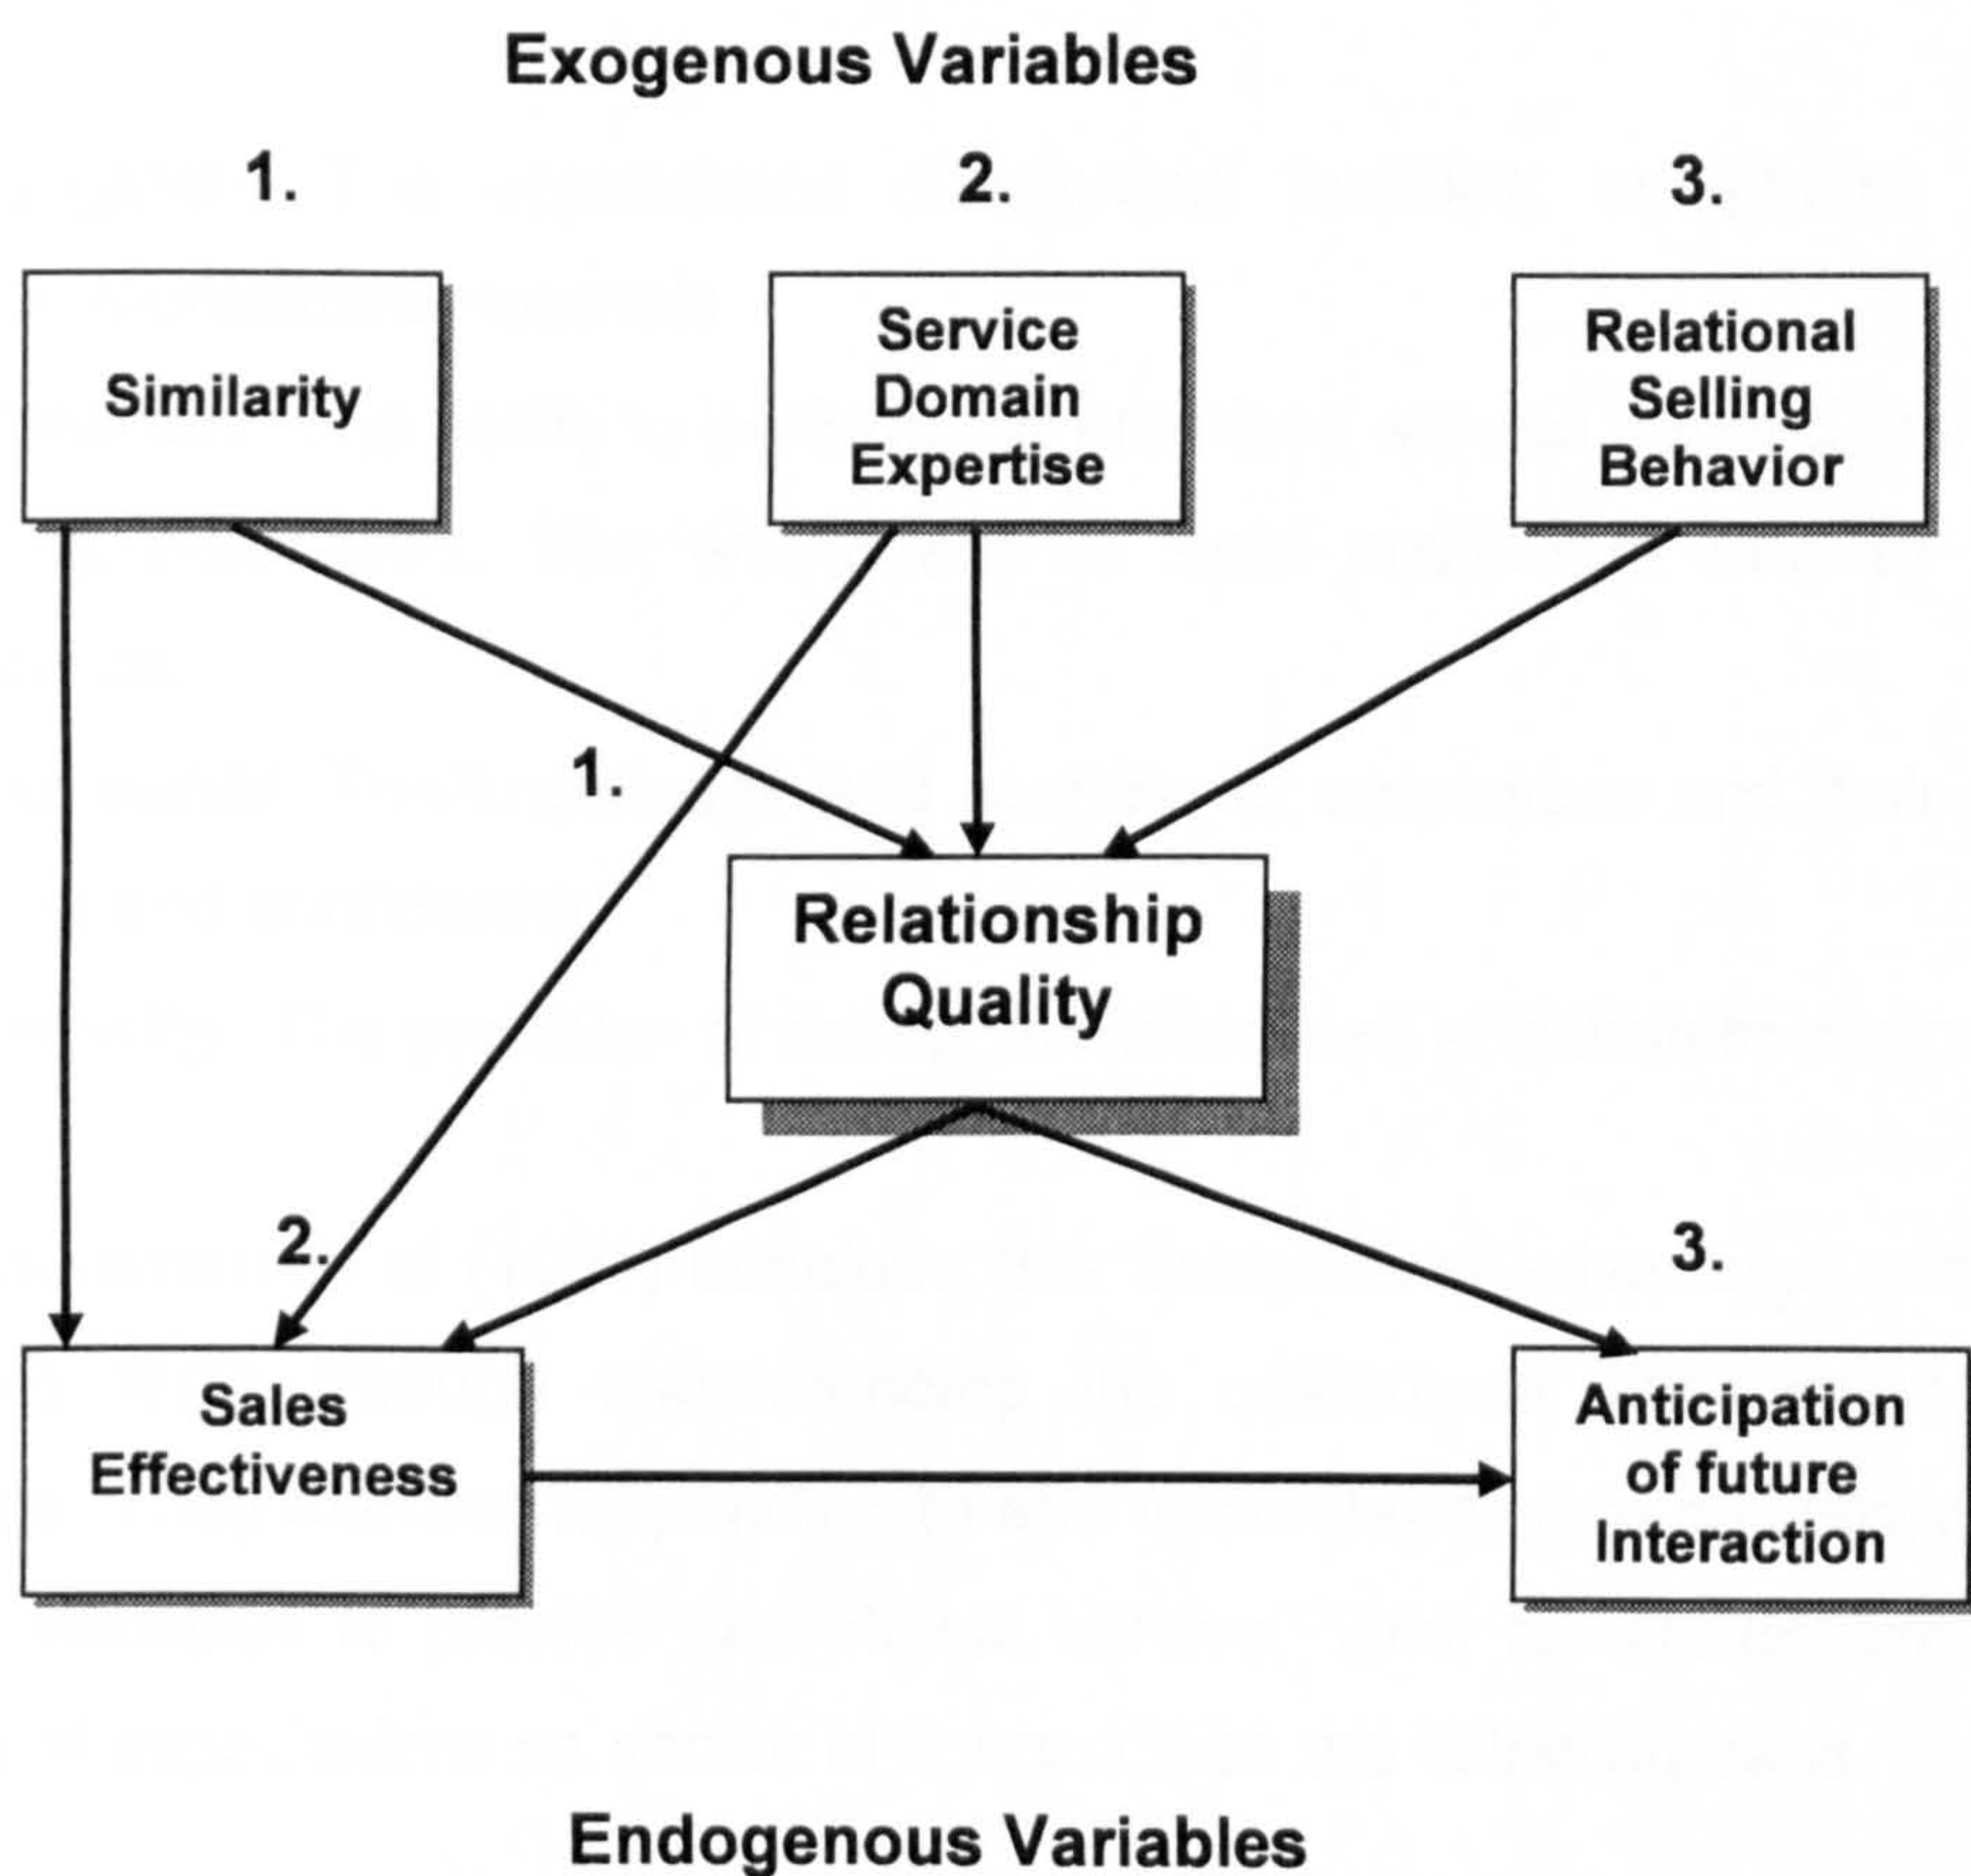 Exogenous Variables
1.
2.
3.
Similarity
Service
Domain
Expertise
Relational
Selling
Behavior
1.
Relationship
Quality
2.
3.
Sales
Effectiveness
Anticipation
of future
Interaction
Endogenous Variables